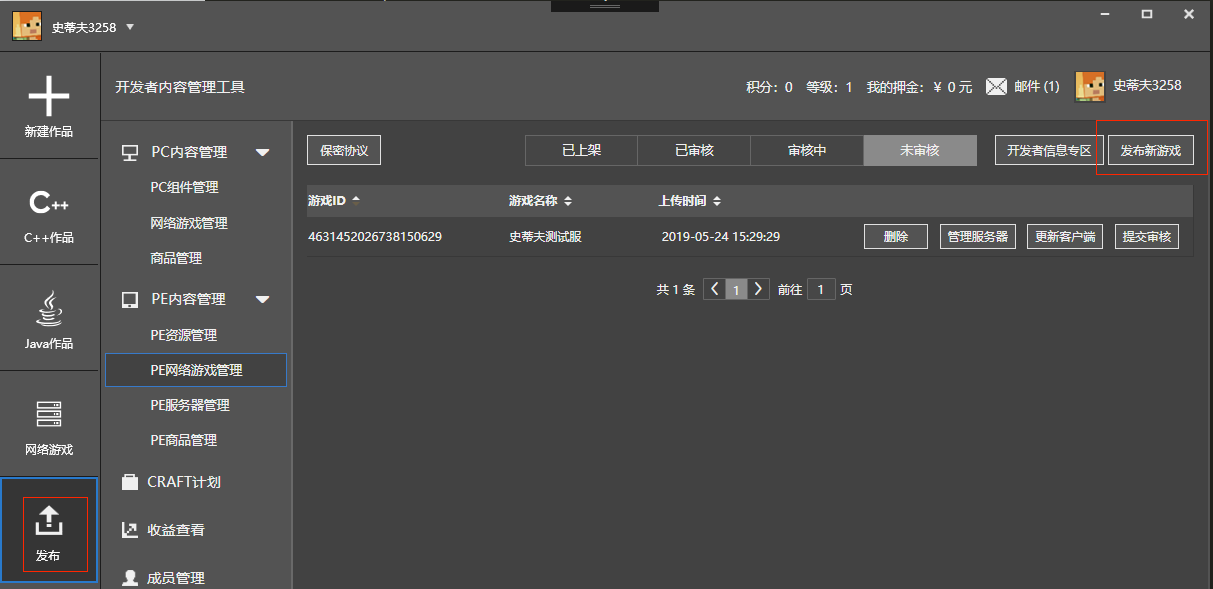 史蒂夫3258
新建作品
C++
C++作品
Java作品
网络游戏
发布
开发者内容管理工具
积分：0 等级：1 我的押金：￥ 0 元 邮件 (1) 史蒂夫3258
PC内容管理
PC组件管理
网络游戏管理
商品管理
PE内容管理
PE资源管理
PE网络游戏管理
PE服务器管理
PE商品管理
CRAFT计划
收益查看
成员管理
保密协议 已上架 已审核 审核中 未审核 开发者信息专区 发布新游戏
游戏ID 游戏名称 上传时间
4631452026738150629 史蒂夫测试服 2019-05-24 15:29:29 删除 管理服务器 更新客户端 提交审核
共 1 条 1 前往 1 页